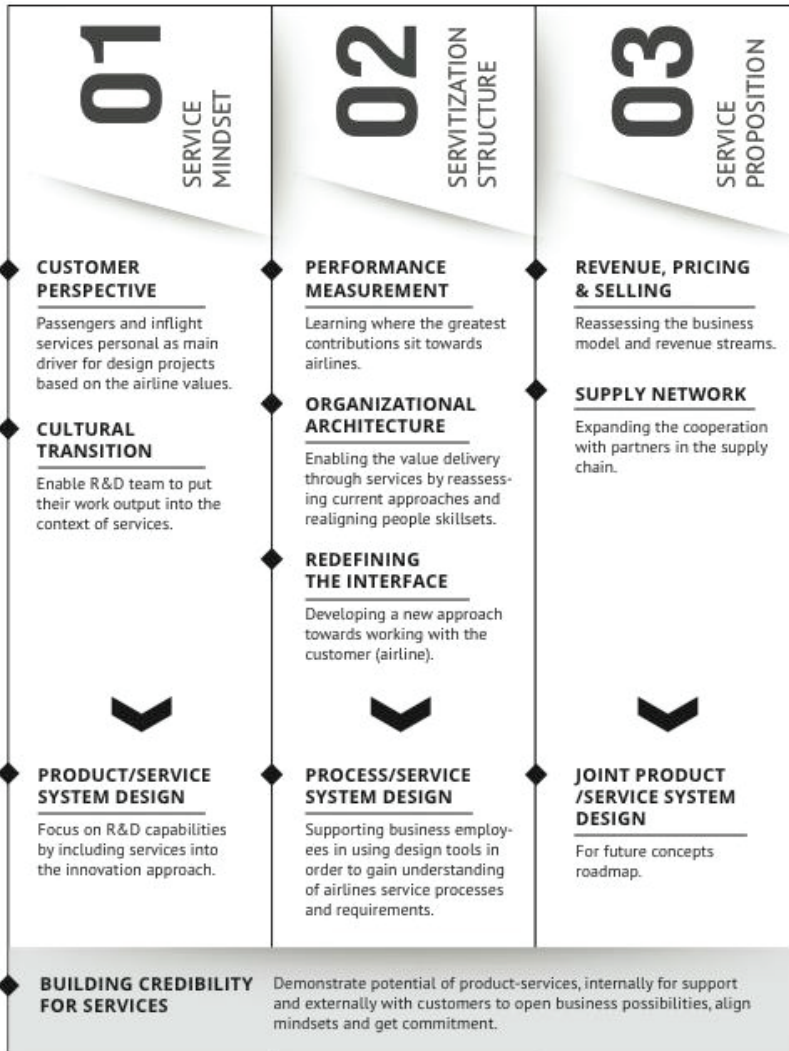 01
SERVICE
MINDSET
CUSTOMER
PERSPECTIVE
Passengers and inflight
services personal as main
driver for design projects
based on the airline values.
CULTURAL
TRANSITION
Enable R&D team to put
their work output into the
context of services.
PRODUCT/SERVICE
SYSTEM DESIGN
Focus on R&D capabilities
by including services into
the innovation approach.
02
SERVITIZATION
STRUCTURE
PERFORMANCE
MEASUREMENT
Learning where the greatest
contributions sit towards
airlines.
ORGANIZATIONAL
ARCHITECTURE
Enabling the value delivery
through services by reassess-
ing current approaches and
realigning people skillsets.
REDEFINING
THE INTERFACE
Developing a new approach
towards working with the
customer (airline).
PROCESS/SERVICE
SYSTEM DESIGN
Supporting business employ-
ees in using design tools in
order to gain understanding
of airlines service processes
and requirements.
03
SERVICE
PROPOSITION
REVENUE, PRICING
& SELLING
Reassessing the business
model and revenue streams.
SUPPLY NETWORK
Expanding the cooperation
with partners in the supply
chain.
JOINT PRODUCT
/SERVICE SYSTEM
DESIGN
For future concepts
roadmap.
BUILDING CREDIBILITY
FOR SERVICES
Demonstrate potential of product-services, internally for support
and externally with customers to open business possibilities, align
mindsets and get commitment.